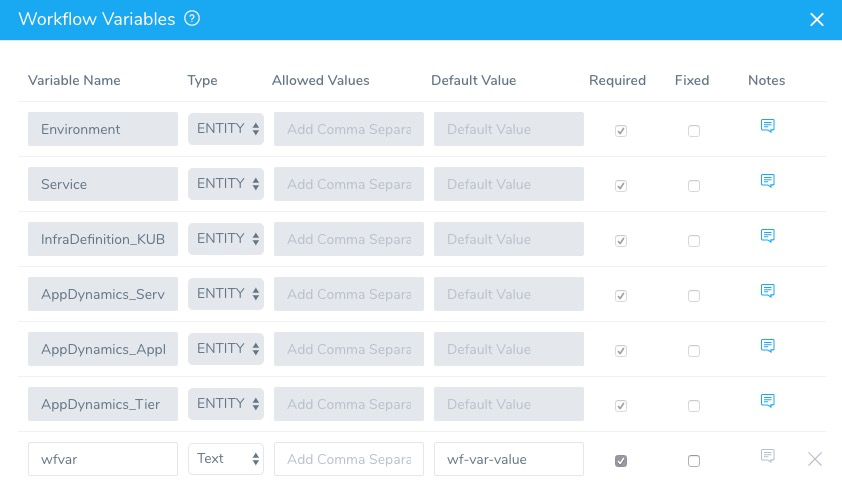 Workflow Variables ?
Variable Name Type Allowed Values Default Value Required Fixed Notes
Environment ENTITY Add Comma Separa Default Value
Service ENTITY Add Comma Separa Default Value
InfraDefinition_KUB ENTITY Add Comma Separa Default Value
AppDynamics_Serv ENTITY Add Comma Separa Default Value
AppDynamics_Appl ENTITY Add Comma Separa Default Value
AppDynamics_Tier ENTITY Add Comma Separa Default Value
wfvar Text Add Comma Separa wf-var-value